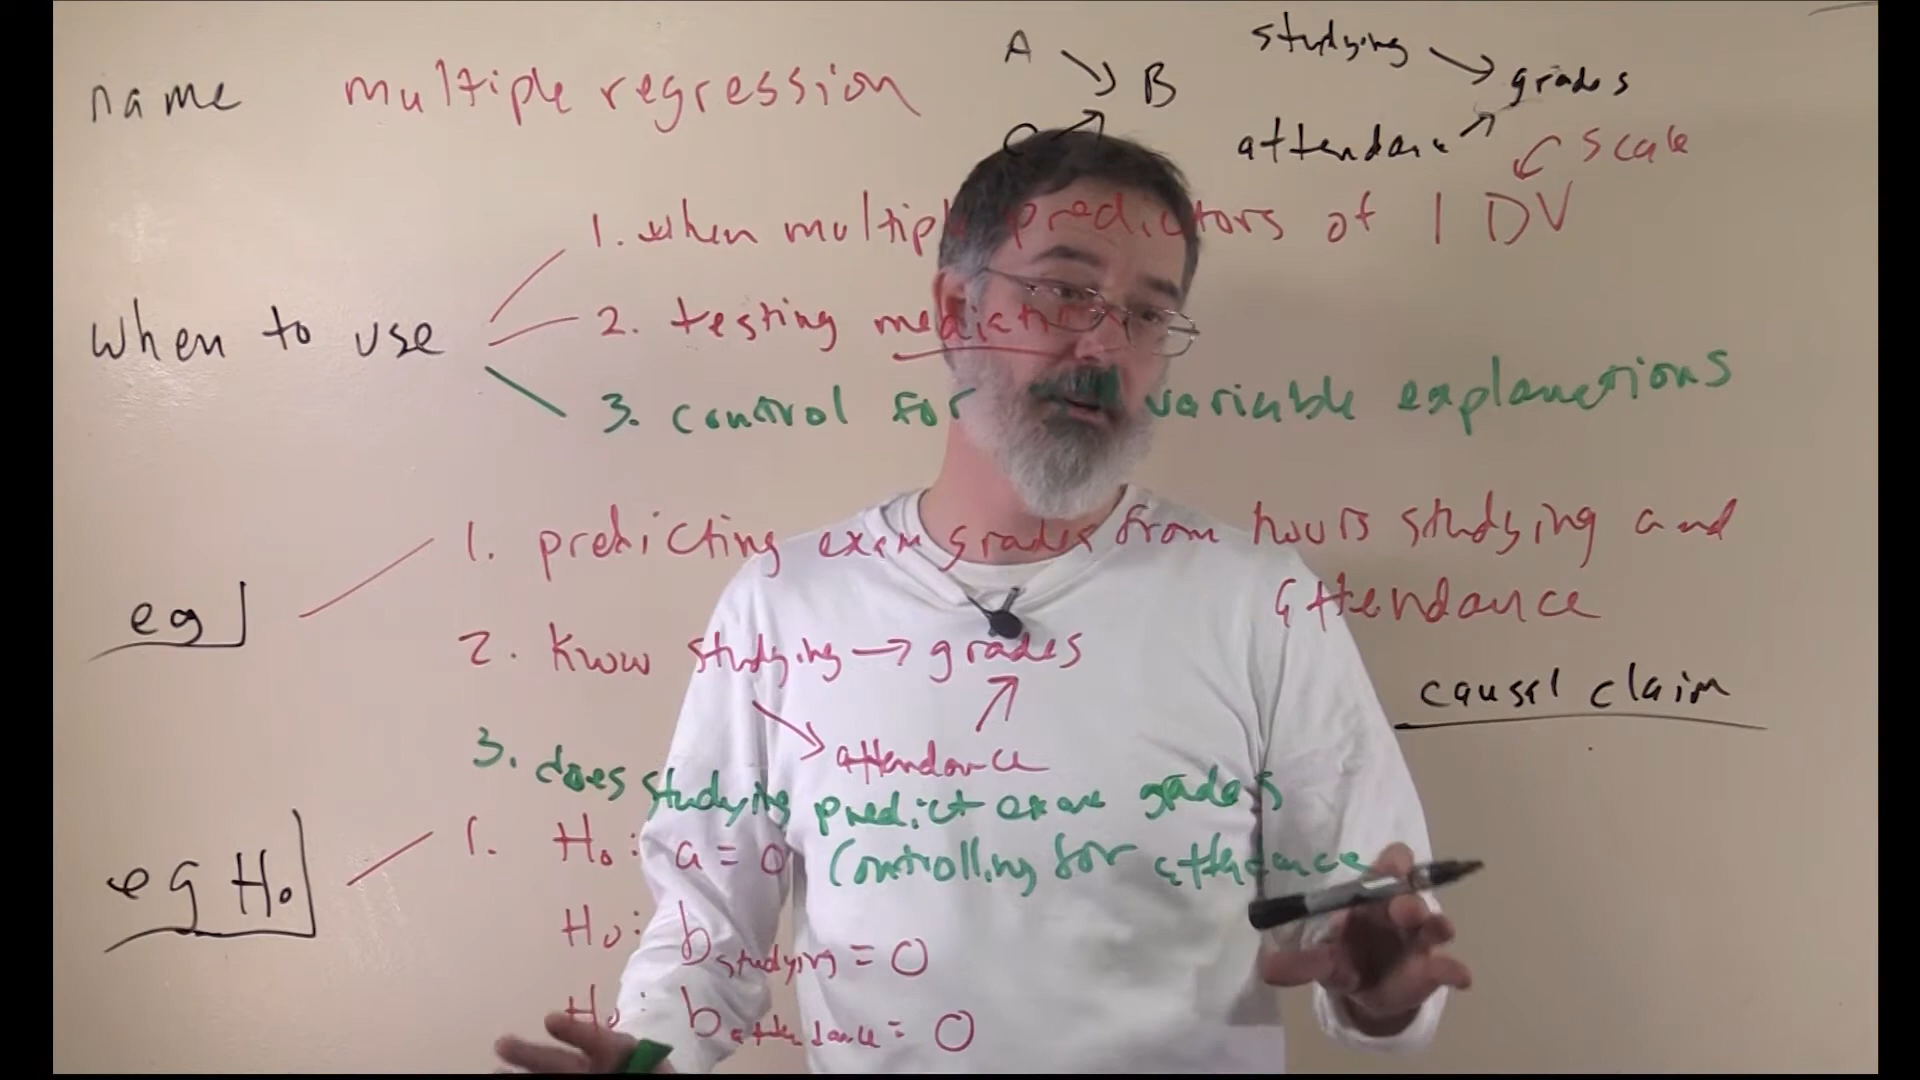 name multiple regression
A → B
C
studying → grades
attendance
scale
when to use
1. when multiple predictors of 1 DV
2. testing mediation
3. control for 3rd variable explanations
eg
1. predicting exam grades from hours studying and
attendance
2. Know studying → grades
attendance
causal claim
3. does studying predict exam grades
controlling for attendance
eg H₀
1. H₀: a = 0
H₀: b studying = 0
H₀: b attendance = 0